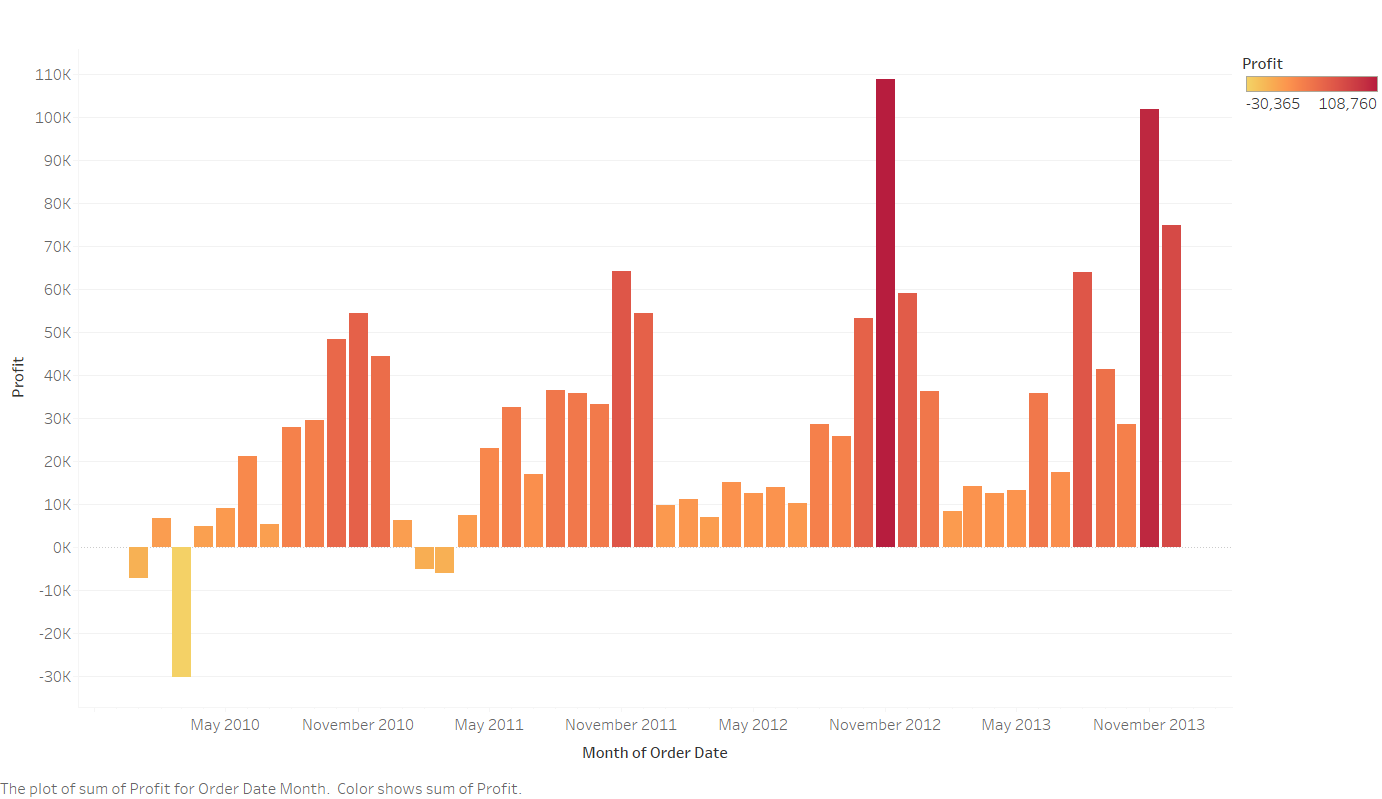 Profit
-30,365 108,760
110K
100K
90K
80K
70K
60K
50K
40K
30K
20K
10K
0K
-10K
-20K
-30K
Profit
May 2010 November 2010 May 2011 November 2011 May 2012 November 2012 May 2013 November 2013
Month of Order Date
The plot of sum of Profit for Order Date Month. Color shows sum of Profit.